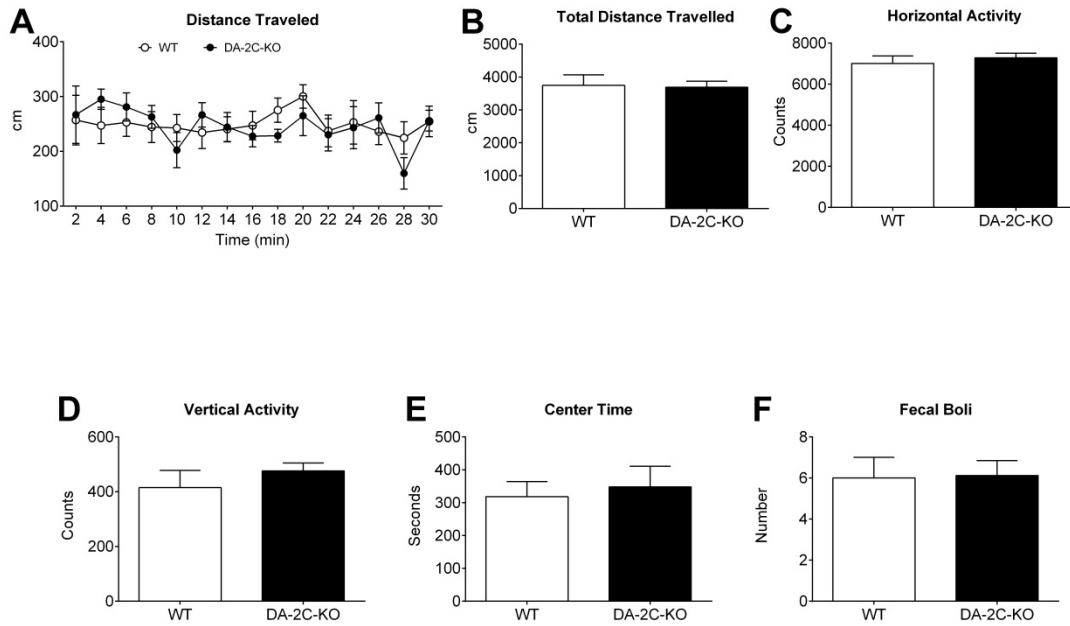 A
Distance Traveled
WT
DA-2C-KO
cm
400
300
200
100
2 4 6 8 10 12 14 16 18 20 22 24 26 28 30
Time (min)
B
Total Distance Travelled
cm
5000
4000
3000
2000
1000
0
WT DA-2C-KO
C
Horizontal Activity
Counts
8000
6000
4000
2000
0
WT DA-2C-KO
D
Vertical Activity
Counts
600
400
200
0
WT DA-2C-KO
E
Center Time
Seconds
500
400
300
200
100
0
WT DA-2C-KO
F
Fecal Boli
Number
8
6
4
2
0
WT DA-2C-KO